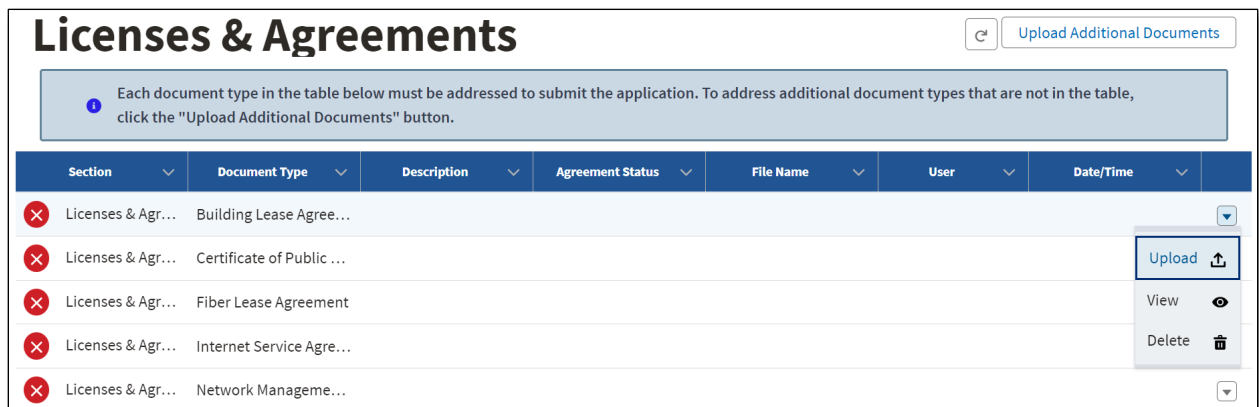 Licenses & Agreements
Upload Additional Documents
Each document type in the table below must be addressed to submit the application. To address additional document types that are not in the table,
click the "Upload Additional Documents" button.
Section Document Type Description Agreement Status File Name User Date/Time
Licenses & Agr... Building Lease Agree...
Licenses & Agr... Certificate of Public ...
Upload
Licenses & Agr... Fiber Lease Agreement
View
Licenses & Agr... Internet Service Agre...
Delete
Licenses & Agr... Network Manageme...